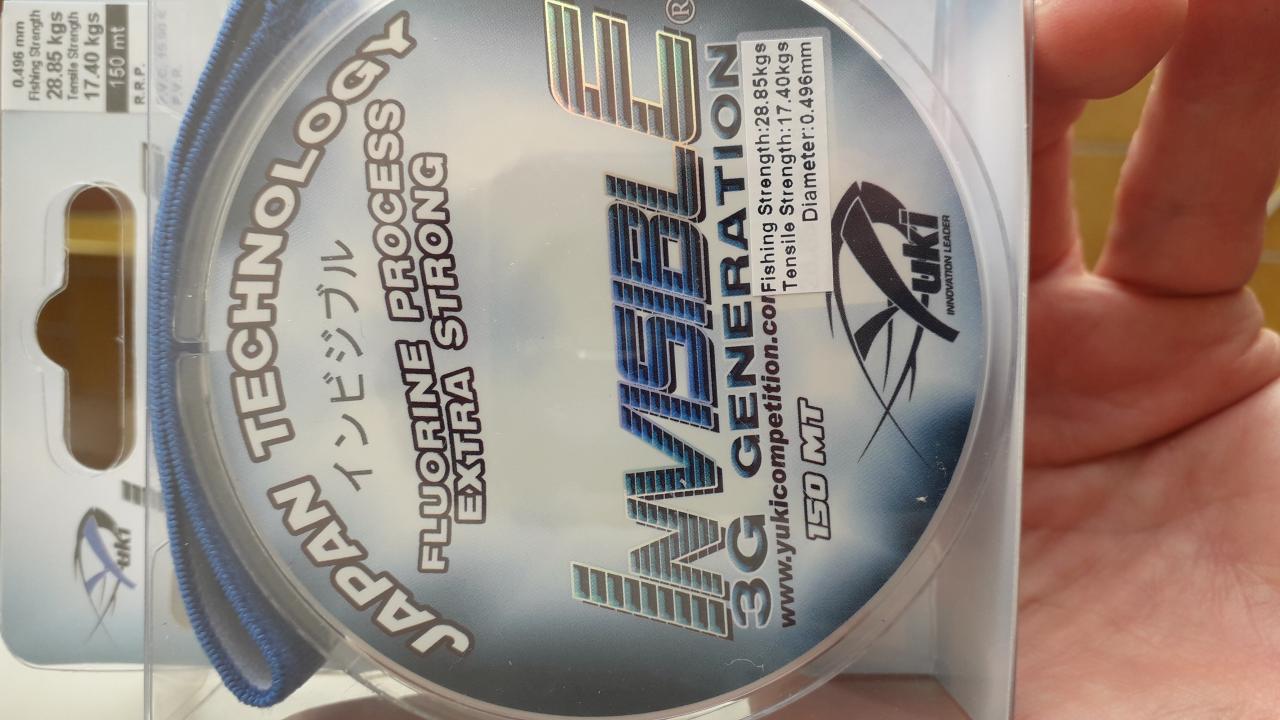 0.496 mm
Fishing Strength
28.85 kgs
Tensile Strength
17.40 kgs
150 mt
R.R.P.
P.V.P.
Yuki
JAPAN TECHNOLOGY
インビジブル
FLUORINE PROCESS
EXTRA STRONG
INVISIBLE®
3G GENERATION
www.yukicompetition.com
Fishing Strength:28.85kgs
Tensile Strength:17.40kgs
Diameter:0.496mm
150 MT
Yuki
INNOVATION LEADER